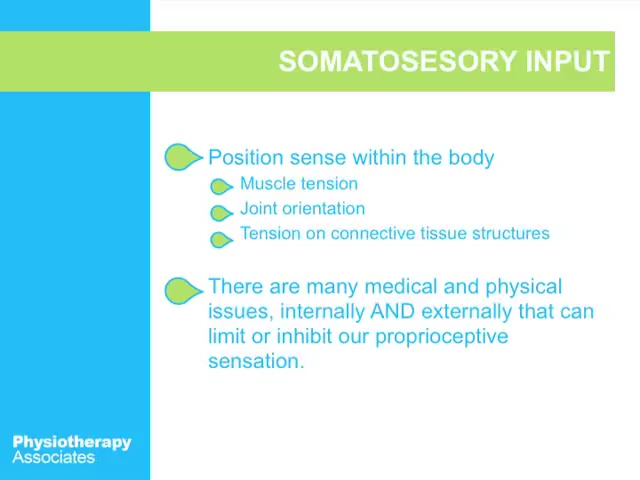 SOMATOSESORY INPUT
Position sense within the body
Muscle tension
Joint orientation
Tension on connective tissue structures
There are many medical and physical
issues, internally AND externally that can
limit or inhibit our proprioceptive
sensation.
Physiotherapy
Associates